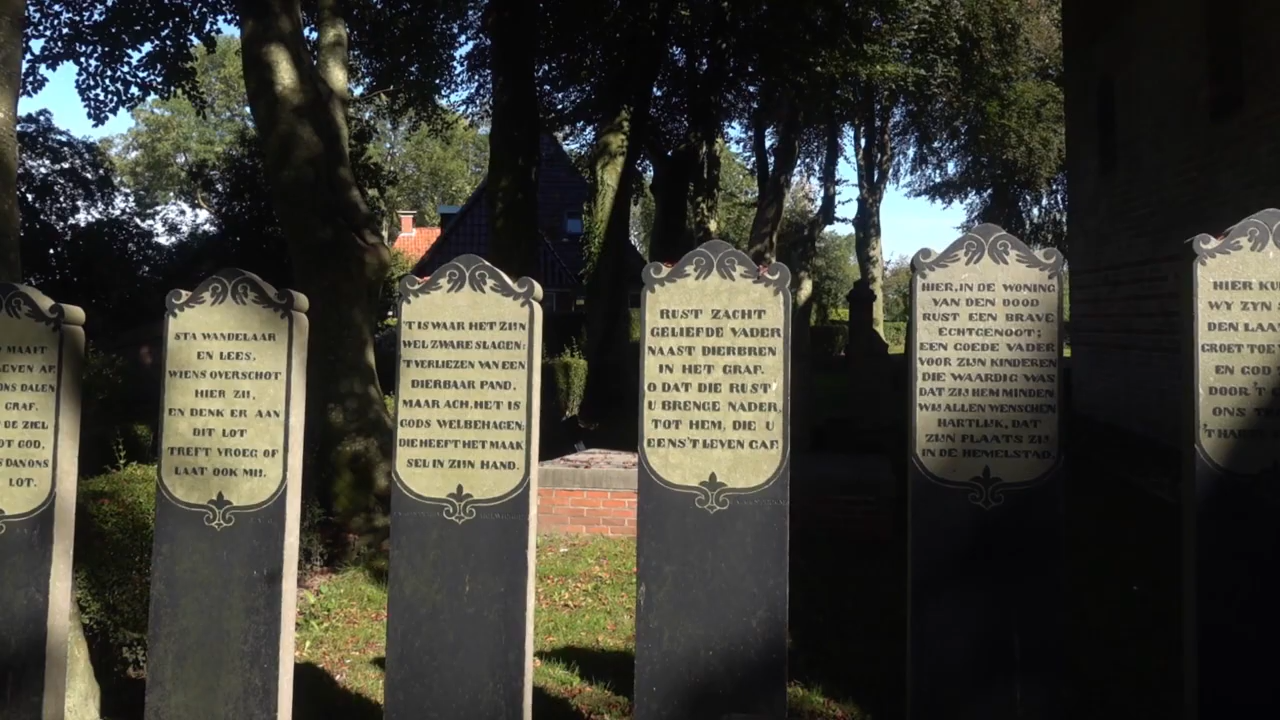 MAAIT
LEVEN AF.
ONS DALEN
GRAF.
DE ZIEL
TOT GOD,
DAN ONS
LOT.
STA WANDELAAR
EN LEES,
WIENS OVERSCHOT
HIER ZIJ,
EN DENK ER AAN
DIT LOT
TREFT VROEG OF
LAAT OOK MIJ.
'T IS WAAR HET ZIJN
WEL ZWARE SLAGEN:
'T VERLIEZEN VAN EEN
DIERBAAR PAND.
MAAR ACH, HET IS
GODS WELBEHAGEN;
DIE HEEFT HET MAAK
SEL IN ZIJN HAND.
RUST ZACHT
GELIEFDE VADER
NAAST DIERBREN
IN HET GRAF.
O DAT DIE RUST
U BRENGE NADER,
TOT HEM, DIE U
EENS 'T LEVEN GAF.
HIER, IN DE WONING
VAN DEN DOOD
RUST EEN BRAVE
ECHTGENOOT;
EEN GOEDE VADER
VOOR ZIJN KINDEREN
DIE WAARDIG WAS
DAT ZIJ HEM MINDEN
WIJ ALLEN WENSCHEN
HARTLIJK, DAT
ZIJN PLAATS ZIJ
IN DE HEMELSTAD.
HIER
WY ZYN
DEN LAA
GROET TOE
EN GOD
DOOR 'T
ONS
'T HAR